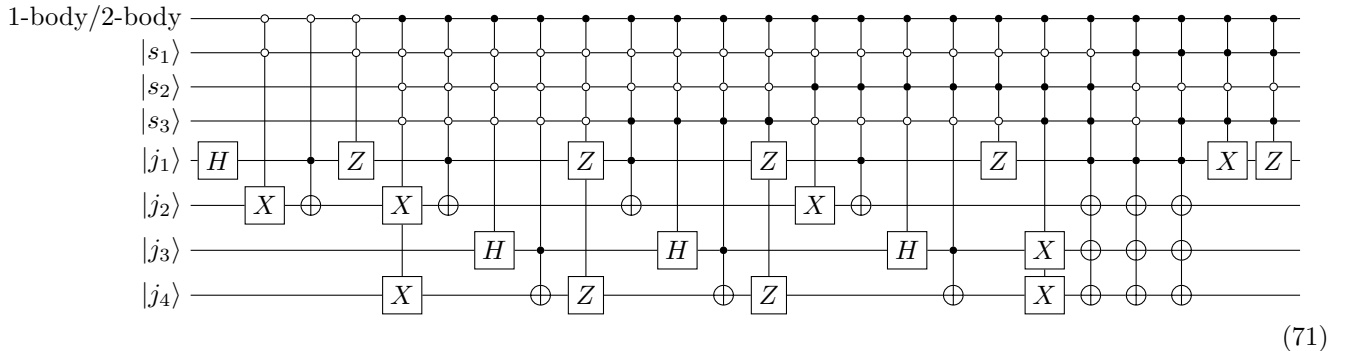 1-body/2-body
|s₁⟩
|s₂⟩
|s₃⟩
|j₁⟩ H Z Z Z Z X Z
|j₂⟩ X X X
|j₃⟩ H H H X
|j₄⟩ X Z Z X
(71)